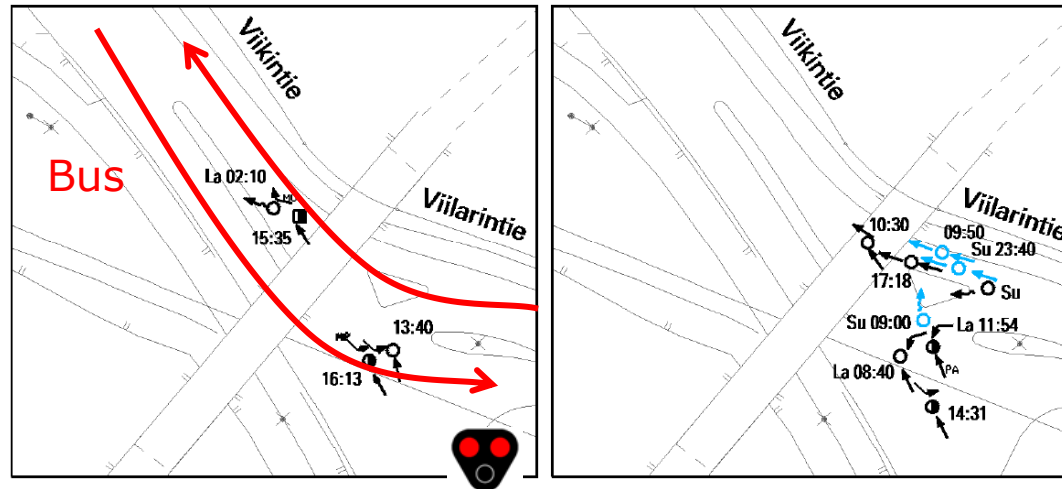 Viikintie
Bus
La 02:10
MO
15:35
Viilarintie
13:40
16:13
Viikintie
Viilarintie
10:30
09:50
Su 23:40
17:18
Su
Su 09:00
La 11:54
La 08:40
PA
14:31